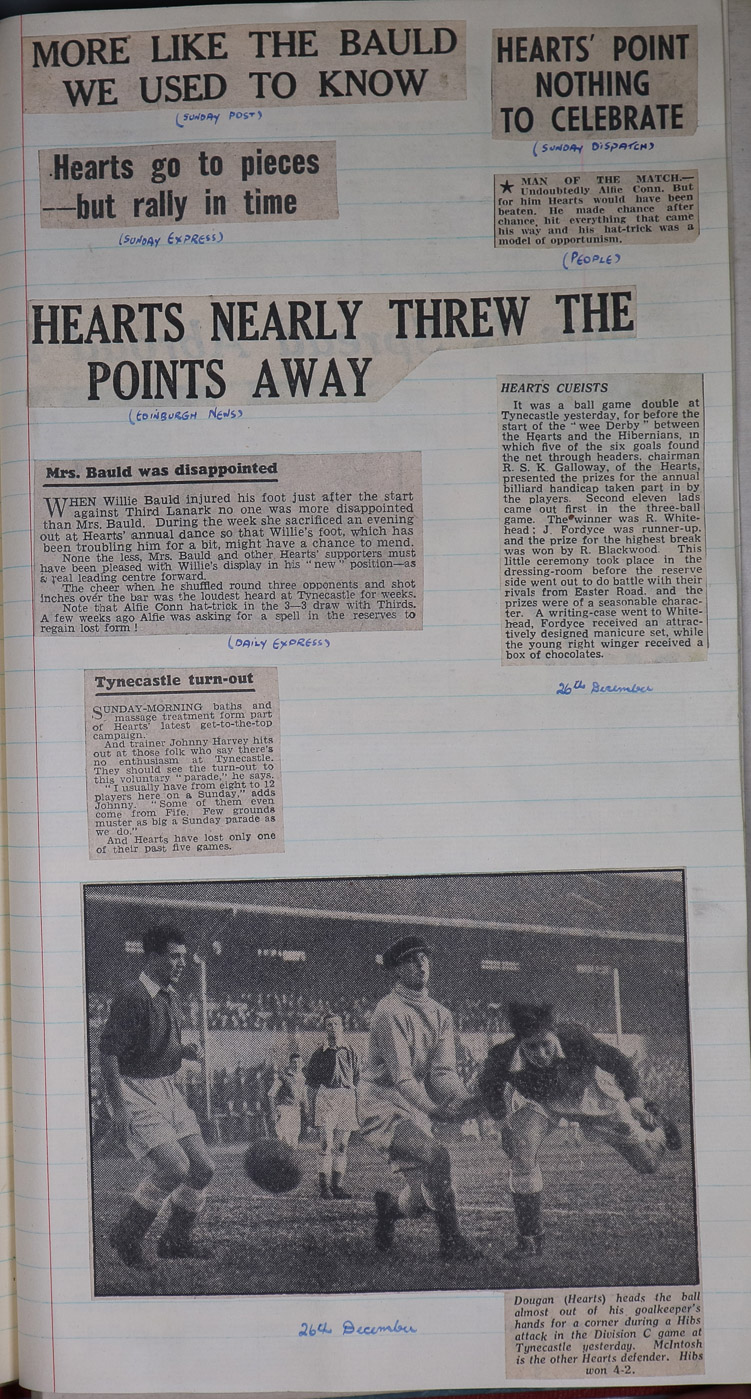 MORE LIKE THE BAULD
WE USED TO KNOW
(SUNDAY POST)
HEARTS' POINT
NOTHING
TO CELEBRATE
(SUNDAY DISPATCH)
Hearts go to pieces
—but rally in time
(SUNDAY EXPRESS)
★ MAN OF THE MATCH.—
Undoubtedly Alfie Conn. But
for him Hearts would have been
beaten. He made chance after
chance, hit everything that came
his way and his hat-trick was a
model of opportunism.
(PEOPLE)
HEARTS NEARLY THREW THE
POINTS AWAY
(EDINBURGH NEWS)
Mrs. Bauld was disappointed
WHEN Willie Bauld injured his foot just after the start
against Third Lanark no one was more disappointed
than Mrs. Bauld. During the week she sacrificed an evening
out at Hearts' annual dance so that Willie's foot, which has
been troubling him for a bit, might have a chance to mend.
None the less, Mrs. Bauld and other Hearts' supporters must
have been pleased with Willie's display in his "new" position—as
a real leading centre forward.
The cheer when he shuffled round three opponents and shot
inches over the bar was the loudest heard at Tynecastle for weeks.
Note that Alfie Conn hat-trick in the 3—3 draw with Thirds.
A few weeks ago Alfie was asking for a spell in the reserves to
regain lost form!
(DAILY EXPRESS)
HEARTS CUEISTS
It was a ball game double at
Tynecastle yesterday, for before the
start of the "wee Derby" between
the Hearts and the Hibernians, in
which five of the six goals found
the net through headers, chairman
R. S. K. Galloway, of the Hearts,
presented the prizes for the annual
billiard handicap taken part in by
the players. Second eleven lads
came out first in the three-ball
game. The winner was R. White-
head; J. Fordyce was runner-up,
and the prize for the highest break
was won by R. Blackwood. This
little ceremony took place in the
dressing-room before the reserve
side went out to do battle with their
rivals from Easter Road, and the
prizes were of a seasonable charac-
ter. A writing-case went to White-
head, Fordyce received an attrac-
tively designed manicure set, while
the young right winger received a
box of chocolates.
26th December
Tynecastle turn-out
SUNDAY-MORNING baths and
massage treatment form part
of Hearts' latest get-to-the-top
campaign.
And trainer Johnny Harvey hits
out at those folk who say there's
no enthusiasm at Tynecastle.
They should see the turn-out to
this voluntary "parade," he says.
"I usually have from eight to 12
players here on a Sunday," adds
Johnny. "Some of them even
come from Fife. Few grounds
muster as big a Sunday parade as
we do."
And Hearts have lost only one
of their past five games.
26th December
Dougan (Hearts) heads the ball
almost out of his goalkeeper's
hands for a corner during a Hibs
attack in the Division C game at
Tynecastle yesterday. McIntosh
is the other Hearts defender. Hibs
won 4-2.